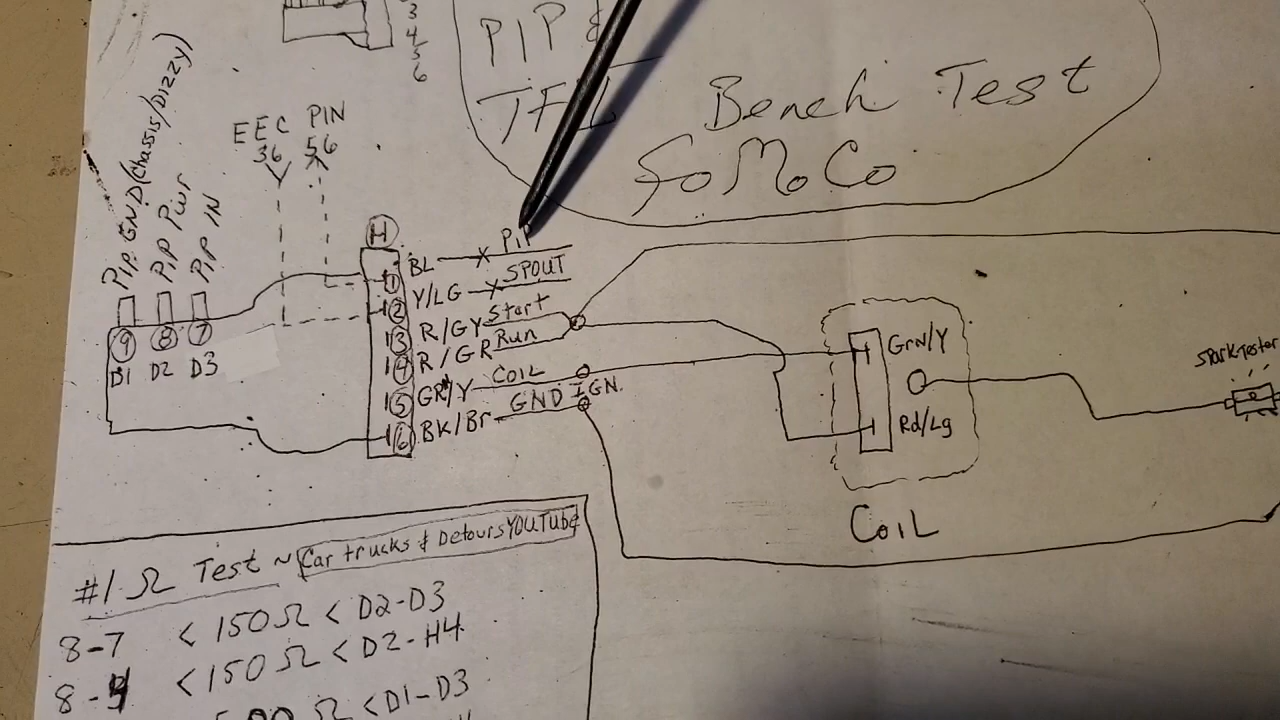 3
4
5
6
PIP &
TFI
Bench Test
FoMoCo
PIP GND (Chassis/Dizzy)
PIP Pwr
PIP IN
EEC PIN
36 56
9 8 7
D1 D2 D3
H
1 BL PIP
2 Y/LG SPOUT
3 R/GY Start
4 R/GR Run
5 GR/Y COIL
6 BK/Br GND IGN.
GrN/Y
Rd/Lg
COIL
Spark Tester
#1 Ω Test ~ Car trucks & Detours YOUTube
8-7 < 150 Ω < D2-D3
8-4 < 150 Ω < D2-H4
Ω < D1-D3